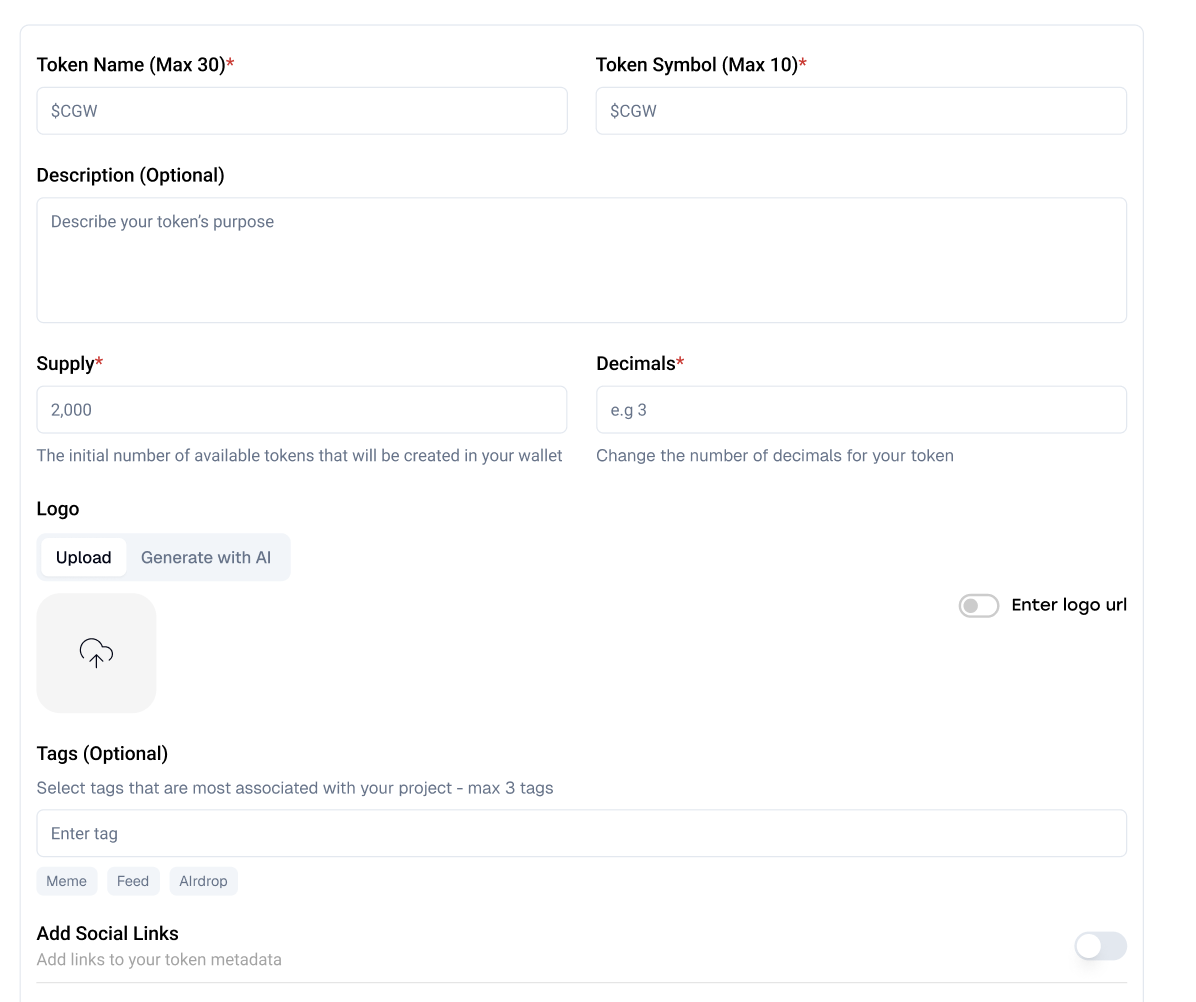 Token Name (Max 30)*
Token Symbol (Max 10)*
$CGW
$CGW
Description (Optional)
Describe your token’s purpose
Supply*
Decimals*
2,000
e.g 3
The initial number of available tokens that will be created in your wallet
Change the number of decimals for your token
Logo
Upload
Generate with AI
Enter logo url
Tags (Optional)
Select tags that are most associated with your project - max 3 tags
Enter tag
Meme
Feed
AIrdrop
Add Social Links
Add links to your token metadata